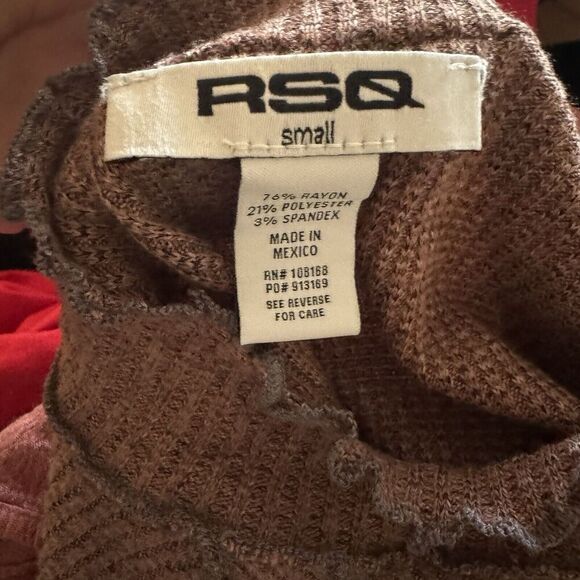 RSQ
small
76% RAYON
21% POLYESTER
3% SPANDEX
MADE IN
MEXICO
RN# 108168
PO# 913169
SEE REVERSE
FOR CARE